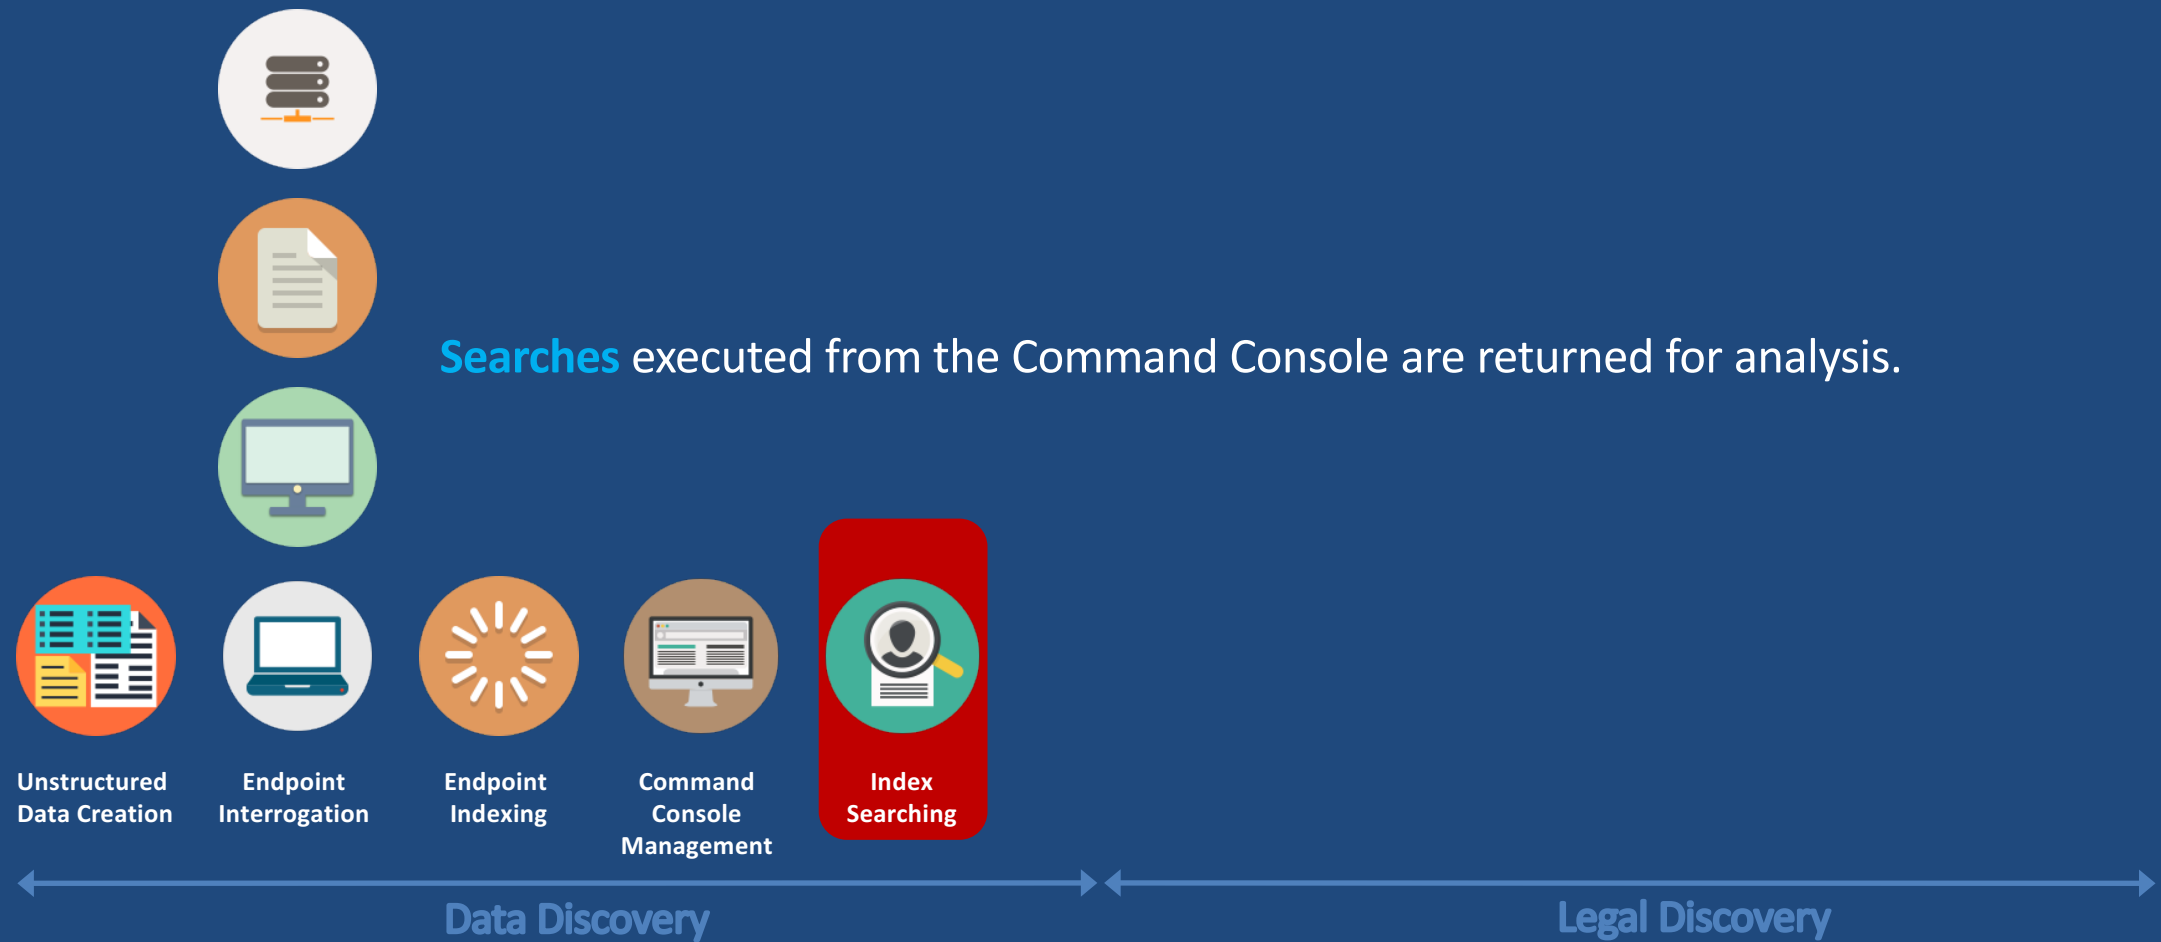 Searches executed from the Command Console are returned for analysis.
Unstructured
Data Creation
Endpoint
Interrogation
Endpoint
Indexing
Command
Console
Management
Index
Searching
Data Discovery
Legal Discovery